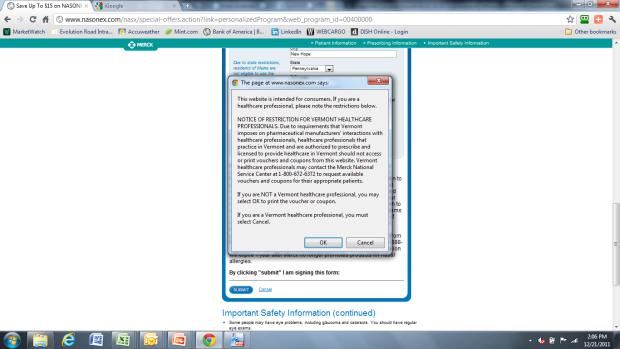 Save Up To $15 on NASONE
iGoogle
www.nasonex.com/nasx/special-offers.action?link=personalizedProgram&web_program_id=00400000
MarketWatch
Evolution Road Intra...
Accuweather
Mint.com
Bank of America | B...
LinkedIn
WEBCARGO
DISH Online - Login
Other bookmarks
MERCK
Patient Information
Prescribing Information
Important Safety Information
New Hope
Due to state restrictions,
residents of Maine are
State
Pennsylvania
The page at www.nasonex.com says:
This website is intended for consumers. If you are a
healthcare professional, please note the restrictions below.
NOTICE OF RESTRICTION FOR VERMONT HEALTHCARE
PROFESSIONALS. Due to requirements that Vermont
imposes on pharmaceutical manufacturers' interactions with
healthcare professionals, healthcare professionals that
practice in Vermont and are authorized to prescribe and
licensed to provide healthcare in Vermont should not access
or print vouchers and coupons from this website. Vermont
healthcare professionals may contact the Merck National
Service Center at 1-800-672-6372 to request available
vouchers and coupons for their appropriate patients.
If you are NOT a Vermont healthcare professional, you may
select OK to print the voucher or coupon.
If you are a Vermont healthcare professional, you must
select Cancel.
OK
Cancel
allergies.
By clicking "submit" I am signing this form:
SUBMIT
Cancel
Important Safety Information (continued)
Some people may have eye problems, including glaucoma and cataracts. You should have regular
eye exams.
2:06 PM
12/21/2011